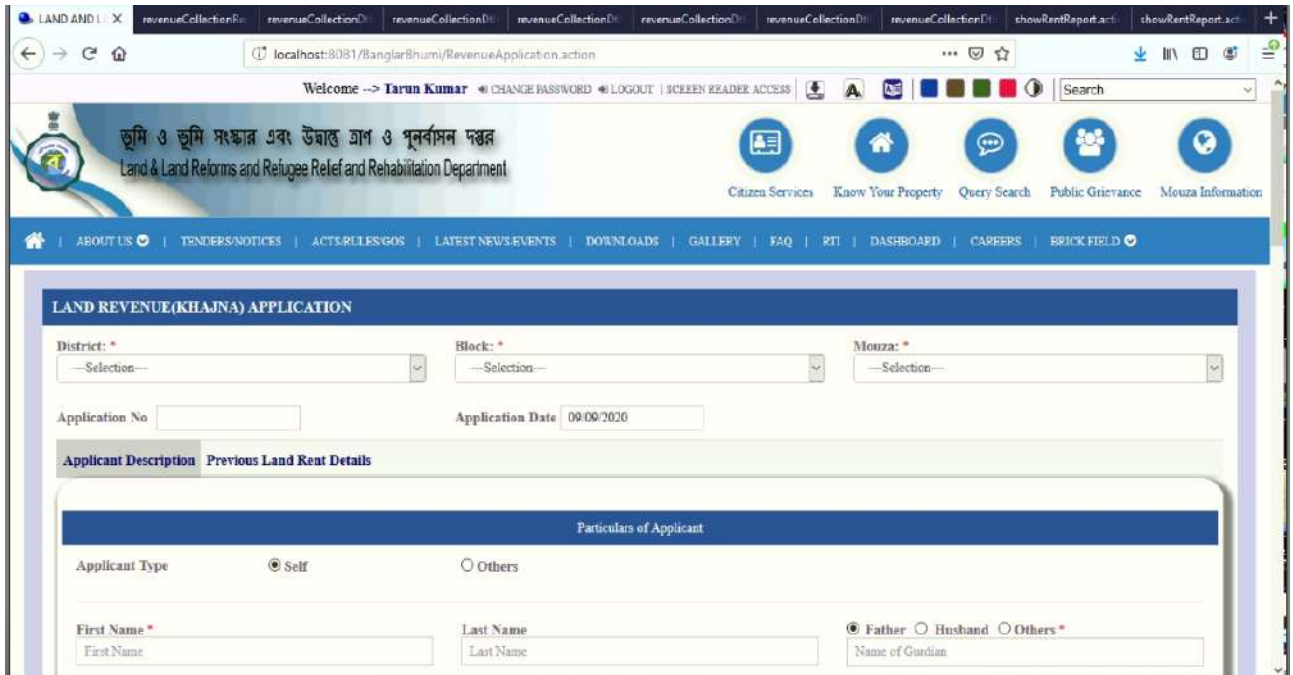 LAND AND L
revenueCollectionRe
revenueCollectionDt
revenueCollectionDt
revenueCollectionDt
revenueCollectionDt
revenueCollectionDt
revenueCollectionDt
showRentReport.acti
showRentReport.act
localhost:8081/BanglarBhumi/RevenueApplication.action
Welcome --> Tarun Kumar CHANGE PASSWORD LOGOUT | SCREEN READER ACCESS A Search
ভূমি ও ভূমি সংস্কার এবং উদ্বাস্তু ত্রাণ ও পুনর্বাসন দপ্তর
Land & Land Reforms and Refugee Relief and Rehabilitation Department
Citizen Services Know Your Property Query Search Public Grievance Mouza Information
ABOUT US | TENDERS/NOTICES | ACTS/RULES/GOS | LATEST NEWS/EVENTS | DOWNLOADS | GALLERY | FAQ | RTI | DASHBOARD | CAREERS | BRICK FIELD
LAND REVENUE(KHAJNA) APPLICATION
District: * Block: * Mouza: *
---Selection--- ---Selection--- ---Selection---
Application No Application Date 09/09/2020
Applicant Description Previous Land Rent Details
Particulars of Applicant
Applicant Type Self Others
First Name * Last Name Father Husband Others *
First Name Last Name Name of Gurdian